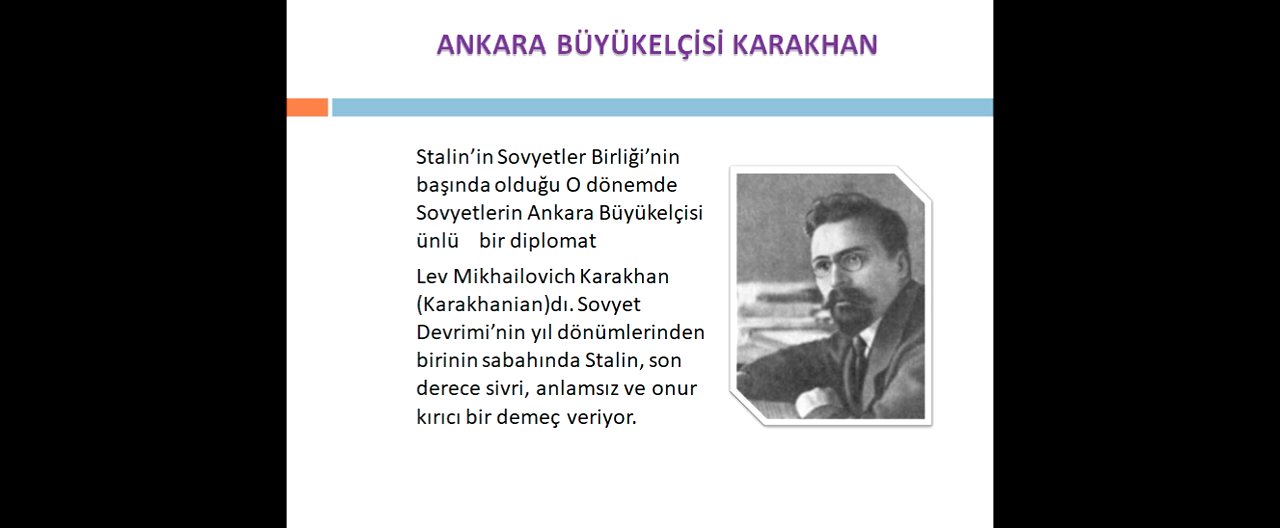 ANKARA BÜYÜKELÇİSİ KARAKHAN
Stalin’in Sovyetler Birliği’nin
başında olduğu O dönemde
Sovyetlerin Ankara Büyükelçisi
ünlü bir diplomat
Lev Mikhailovich Karakhan
(Karakhanian)dı. Sovyet
Devrimi’nin yıl dönümlerinden
birinin sabahında Stalin, son
derece sivri, anlamsız ve onur
kırıcı bir demeç veriyor.